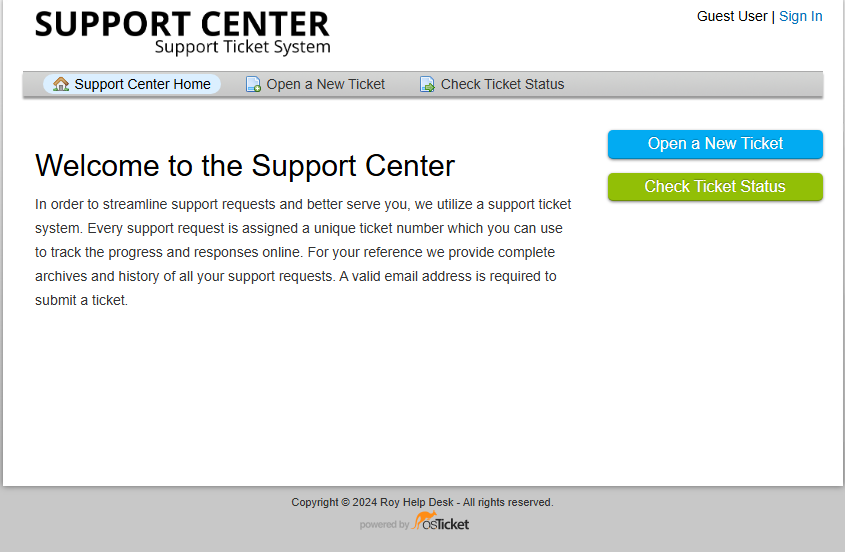 SUPPORT CENTER
Support Ticket System
Guest User | Sign In
Support Center Home
Open a New Ticket
Check Ticket Status
Open a New Ticket
Check Ticket Status
Welcome to the Support Center
In order to streamline support requests and better serve you, we utilize a support ticket
system. Every support request is assigned a unique ticket number which you can use
to track the progress and responses online. For your reference we provide complete
archives and history of all your support requests. A valid email address is required to
submit a ticket.
Copyright © 2024 Roy Help Desk - All rights reserved.
powered by osTicket